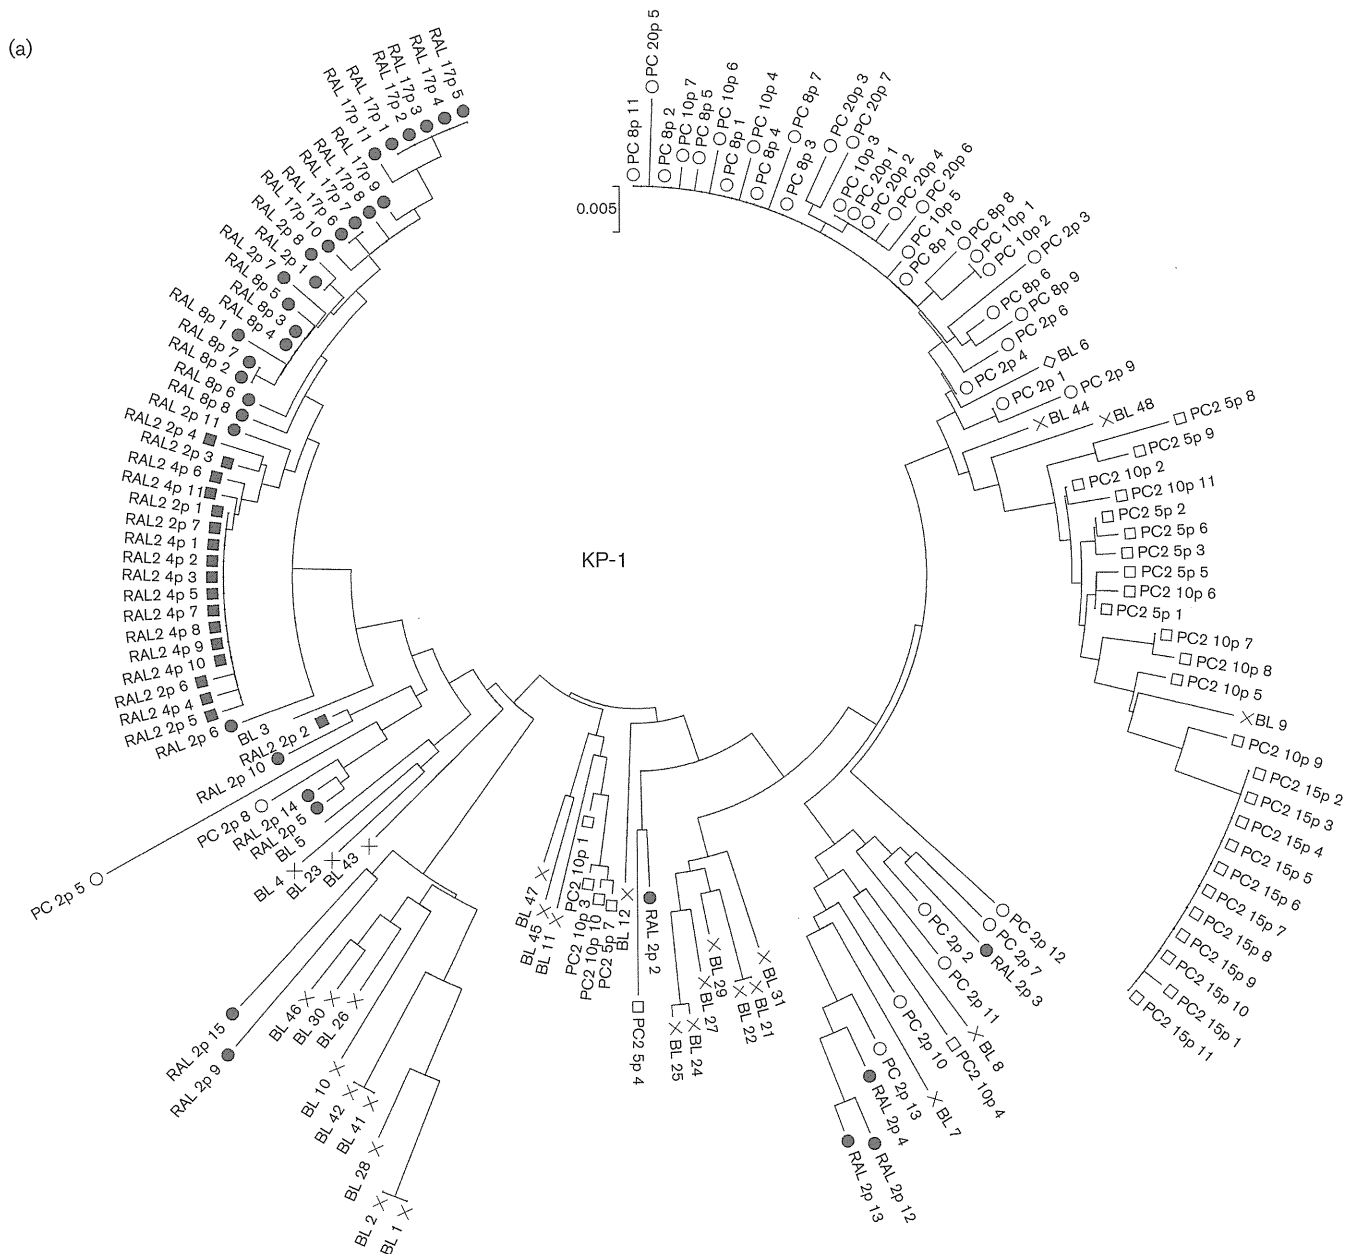 (a)
RAL 17p 5
RAL 17p 4
RAL 17p 3
RAL 17p 2
RAL 17p 1
RAL 17p 11
RAL 17p 9
RAL 17p 8
RAL 17p 7
RAL 17p 6
RAL 17p 10
RAL 2p 8
RAL 2p 1
RAL 2p 7
RAL 8p 5
RAL 8p 3
RAL 8p 4
RAL 8p 1
RAL 8p 7
RAL 8p 2
RAL 8p 6
RAL 8p 8
RAL 2p 11
RAL2 2p 4
RAL2 2p 3
RAL2 4p 6
RAL2 4p 11
RAL2 2p 1
RAL2 2p 7
RAL2 4p 1
RAL2 4p 2
RAL2 4p 3
RAL2 4p 5
RAL2 4p 7
RAL2 4p 8
RAL2 4p 9
RAL2 4p 10
RAL2 2p 6
RAL2 4p 4
RAL2 2p 5
RAL 2p 6
BL 3
RAL2 2p 2
RAL 2p 10
PC 2p 5
PC 2p 8
RAL 2p 14
RAL 2p 5
BL 5
BL 4
BL 23
BL 43
RAL 2p 15
RAL 2p 9
BL 46
BL 30
BL 26
BL 10
BL 42
BL 41
BL 28
BL 2
BL 1
BL 47
BL 45
BL 11
PC2 10p 1
PC2 10p 3
PC2 10p 10
PC2 5p 7
BL 12
PC2 5p 4
RAL 2p 2
BL 25
BL 24
BL 27
BL 29
BL 22
BL 21
BL 31
RAL 2p 13
RAL 2p 12
RAL 2p 4
PC 2p 13
BL 7
PC 2p 10
PC2 10p 4
BL 8
PC 2p 11
PC 2p 2
RAL 2p 3
PC 2p 7
PC 2p 12
PC2 15p 11
PC2 15p 1
PC2 15p 10
PC2 15p 9
PC2 15p 8
PC2 15p 7
PC2 15p 6
PC2 15p 5
PC2 15p 4
PC2 15p 3
PC2 15p 2
PC2 10p 9
BL 9
PC2 10p 5
PC2 10p 8
PC2 10p 7
PC2 5p 1
PC2 10p 6
PC2 5p 5
PC2 5p 3
PC2 5p 6
PC2 5p 2
PC2 10p 11
PC2 10p 2
PC2 5p 9
PC2 5p 8
BL 48
BL 44
PC 2p 9
PC 2p 1
BL 6
PC 2p 4
PC 2p 6
PC 8p 9
PC 8p 6
PC 2p 3
PC 10p 2
PC 10p 1
PC 8p 8
PC 8p 10
PC 10p 5
PC 20p 6
PC 20p 4
PC 20p 2
PC 20p 1
PC 10p 3
PC 20p 7
PC 20p 3
PC 8p 3
PC 8p 7
PC 8p 4
PC 10p 4
PC 8p 1
PC 10p 6
PC 8p 5
PC 10p 7
PC 8p 2
PC 20p 5
PC 8p 11
0.005
KP-1